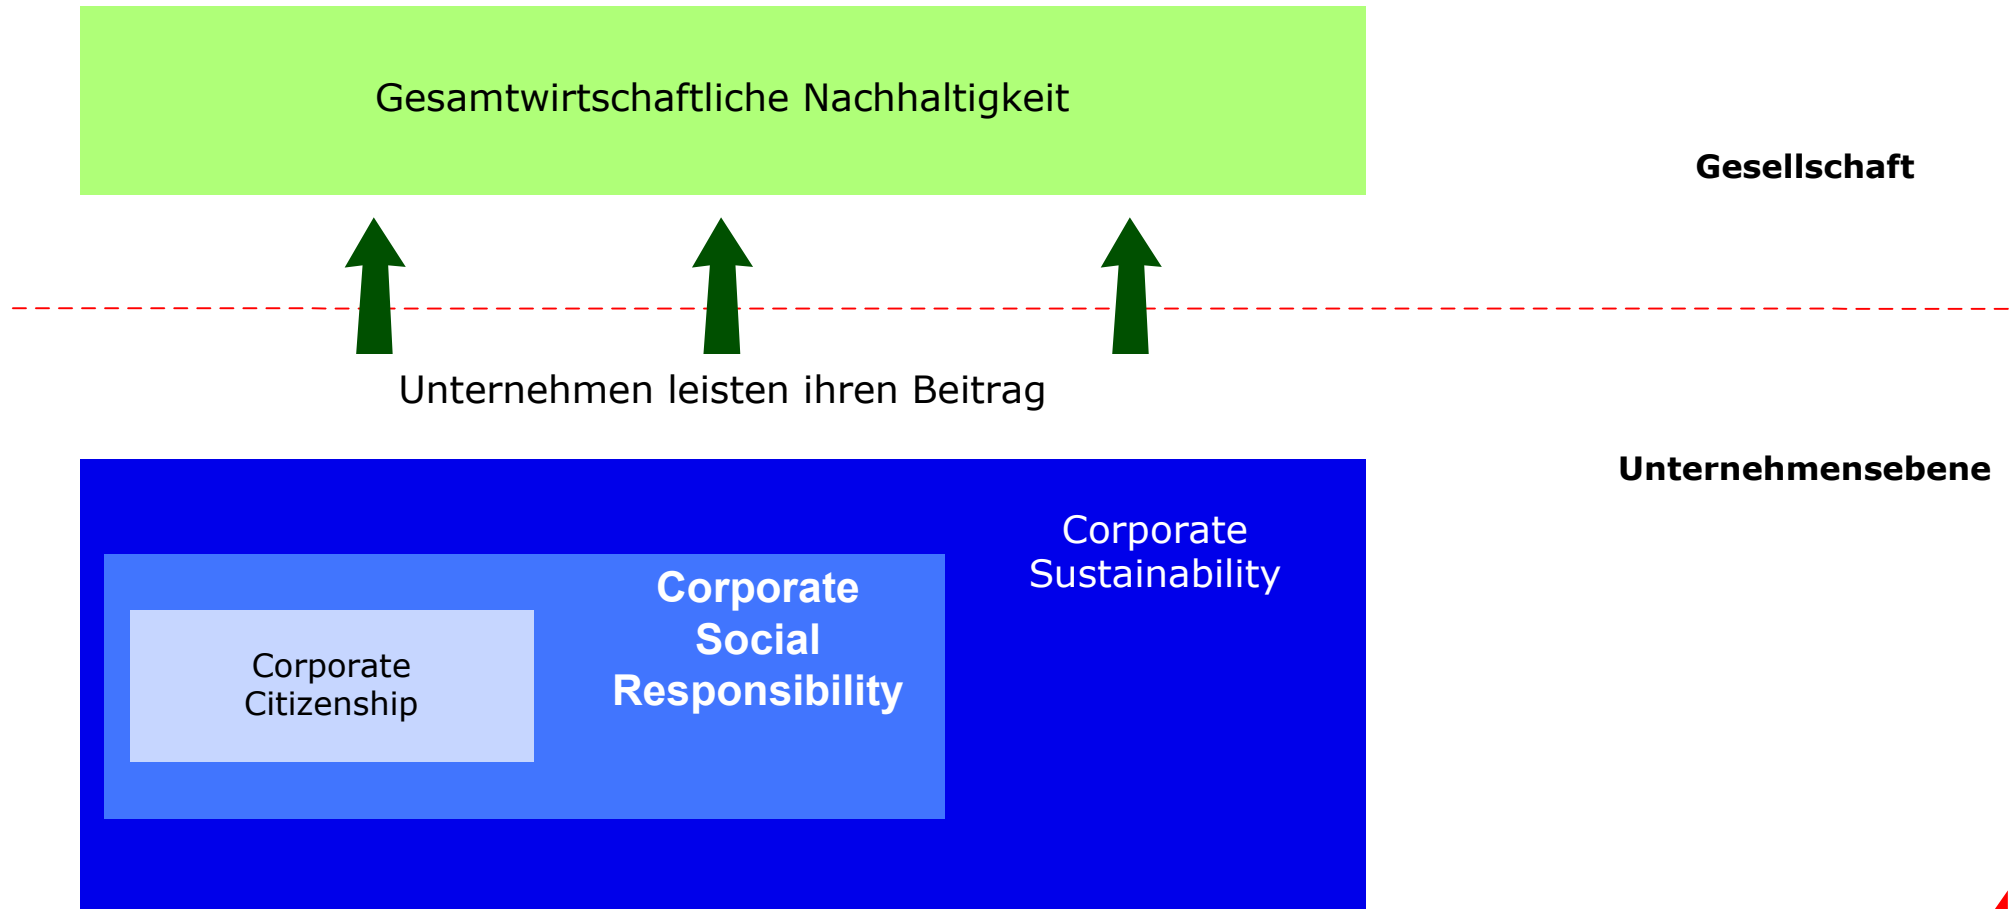 Gesamtwirtschaftliche Nachhaltigkeit
Gesellschaft
Unternehmen leisten ihren Beitrag
Unternehmensebene
Corporate
Sustainability
Corporate
Social
Responsibility
Corporate
Citizenship